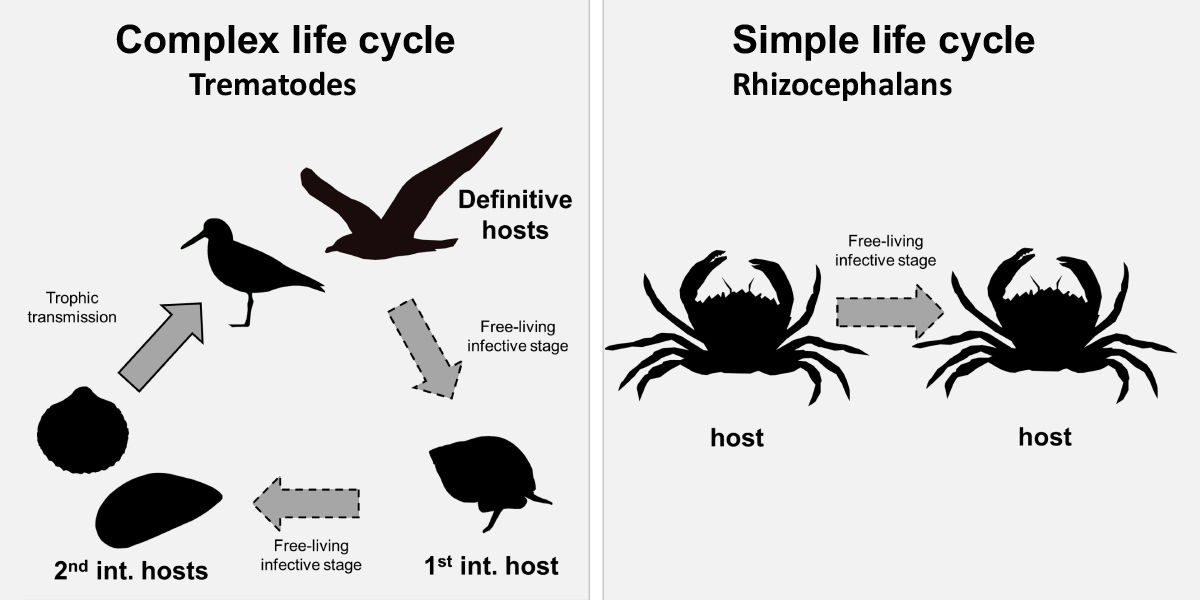 Complex life cycle
Trematodes
Definitive
hosts
Trophic
transmission
Free-living
infective stage
Free-living
infective stage
2nd int. hosts
1st int. host
Simple life cycle
Rhizocephalans
Free-living
infective stage
host
host